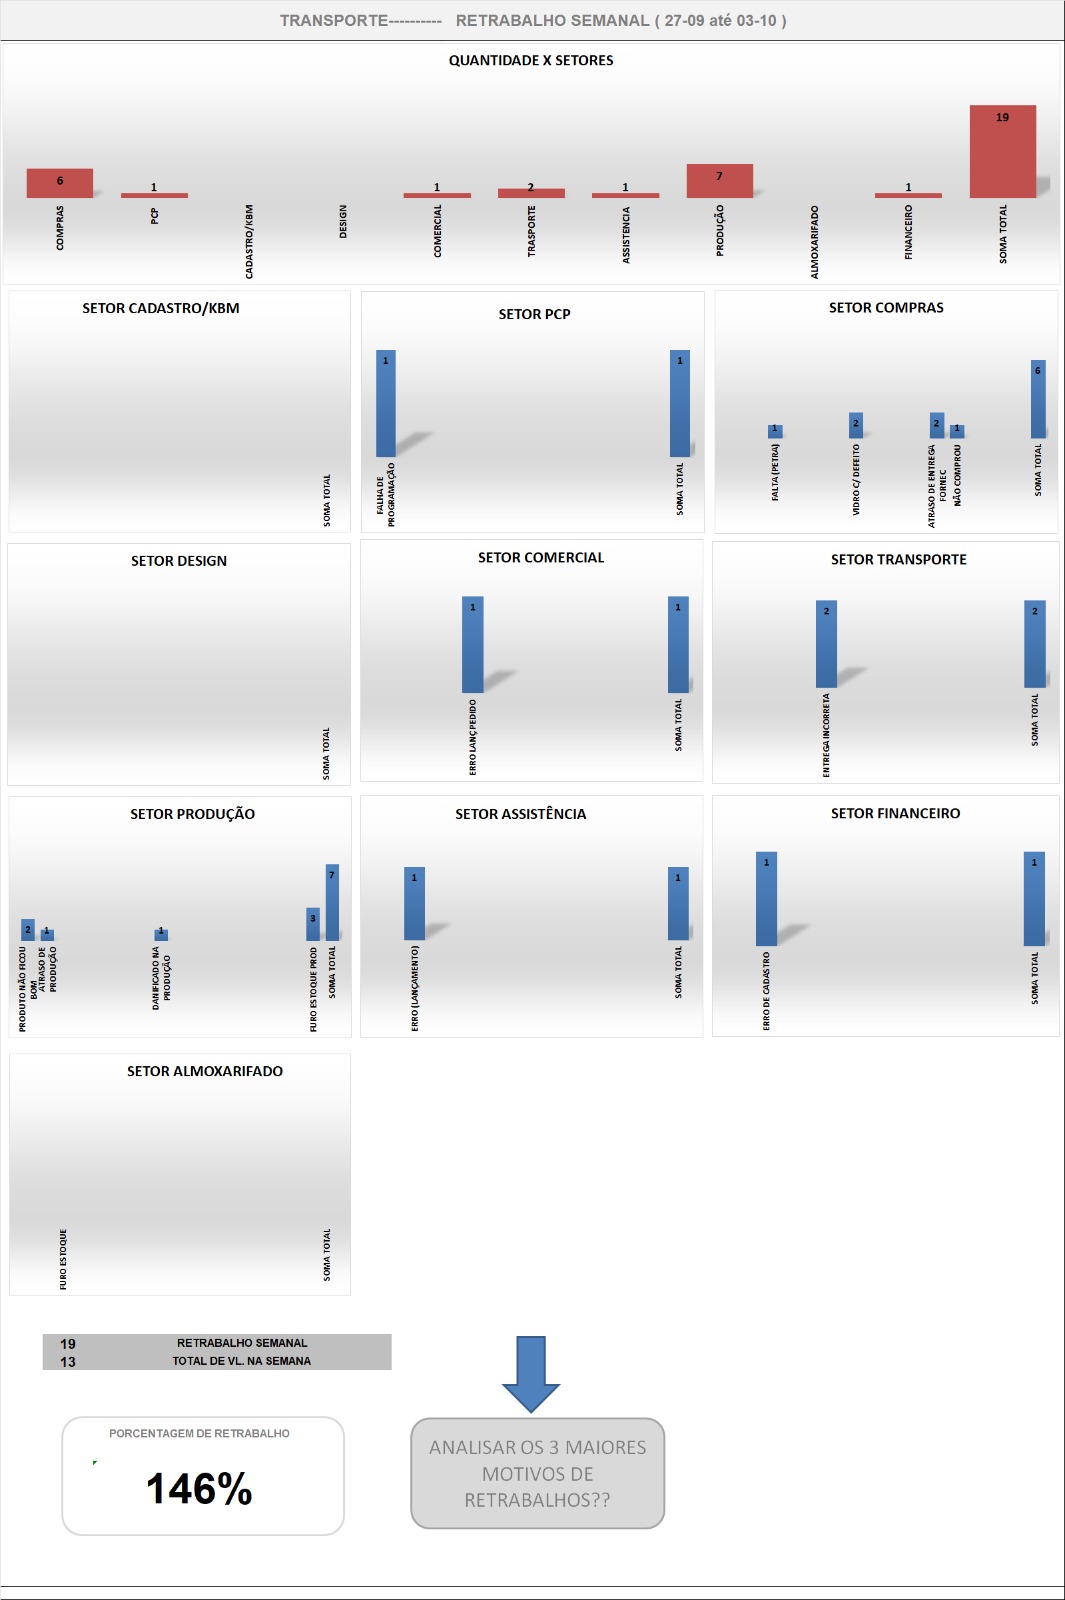 TRANSPORTE---------- RETRABALHO SEMANAL ( 27-09 até 03-10 )
QUANTIDADE X SETORES
6
1
1
2
1
7
1
19
COMPRAS
PCP
CADASTRO/KBM
DESIGN
COMERCIAL
TRASPORTE
ASSISTENCIA
PRODUÇÃO
ALMOXARIFADO
FINANCEIRO
SOMA TOTAL
SETOR CADASTRO/KBM
SOMA TOTAL
SETOR PCP
1
1
FALHA DE
PROGRAMAÇÃO
SOMA TOTAL
SETOR COMPRAS
1
2
2
1
6
FALTA (PETRA)
VIDRO C/ DEFEITO
ATRASO DE ENTREGA
FORNEC
NÃO COMPROU
SOMA TOTAL
SETOR DESIGN
SOMA TOTAL
SETOR COMERCIAL
1
1
ERRO LANÇ PEDIDO
SOMA TOTAL
SETOR TRANSPORTE
2
2
ENTREGA INCORRETA
SOMA TOTAL
SETOR PRODUÇÃO
2
1
1
3
7
PRODUTO NÃO FICOU
BOM
ATRASO DE
PRODUÇÃO
DANIFICADO NA
PRODUÇÃO
FURO ESTOQUE PROD
SOMA TOTAL
SETOR ASSISTÊNCIA
1
1
ERRO (LANÇAMENTO)
SOMA TOTAL
SETOR FINANCEIRO
1
1
ERRO DE CADASTRO
SOMA TOTAL
SETOR ALMOXARIFADO
FURO ESTOQUE
SOMA TOTAL
19 RETRABALHO SEMANAL
13 TOTAL DE VL. NA SEMANA
PORCENTAGEM DE RETRABALHO
146%
ANALISAR OS 3 MAIORES
MOTIVOS DE
RETRABALHOS??